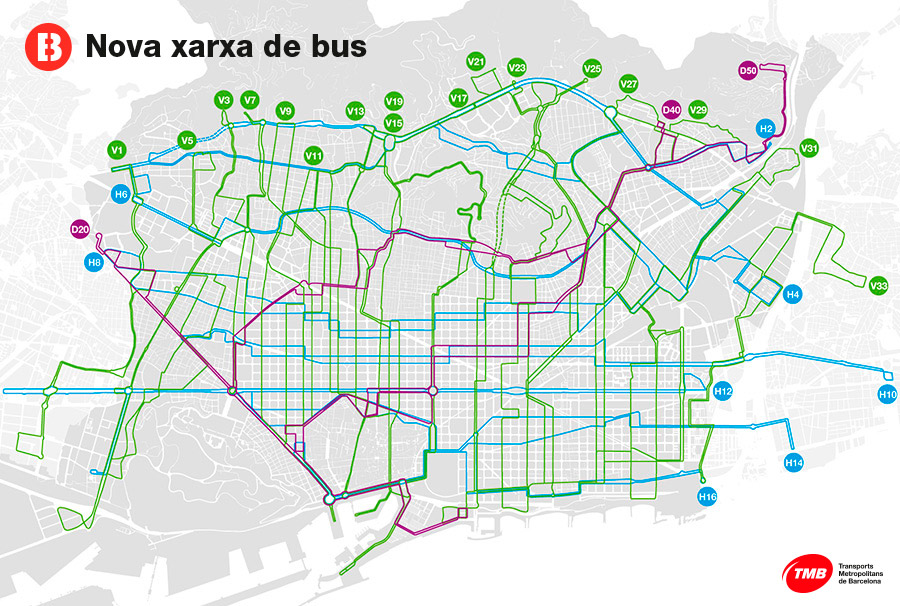 B Nova xarxa de bus
V21
V23
V25
D50
V27
V3
V7
V9
V13
V19
V17
D40
V29
V15
H2
V5
V1
V11
V31
H6
D20
H8
V33
H4
H12
H10
H14
H16
TMB
Transports
Metropolitans
de Barcelona